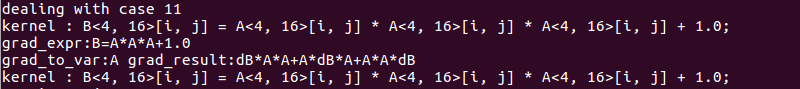 dealing with case 11
kernel : B<4, 16>[i, j] = A<4, 16>[i, j] * A<4, 16>[i, j] * A<4, 16>[i, j] + 1.0;
grad_expr:B=A*A*A+1.0
grad_to_var:A grad_result:dB*A*A+A*dB*A+A*A*dB
kernel : B<4, 16>[i, j] = A<4, 16>[i, j] * A<4, 16>[i, j] * A<4, 16>[i, j] + 1.0;